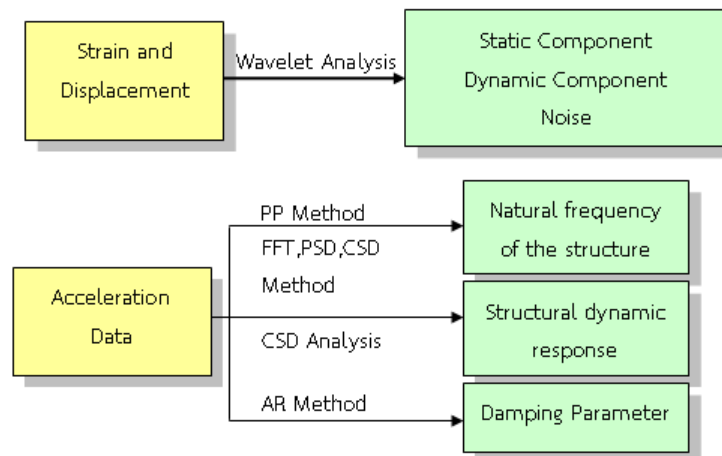 Strain and
Displacement
Wavelet Analysis
Static Component
Dynamic Component
Noise
Acceleration
Data
PP Method
FFT,PSD,CSD
Method
CSD Analysis
AR Method
Natural frequency
of the structure
Structural dynamic
response
Damping Parameter